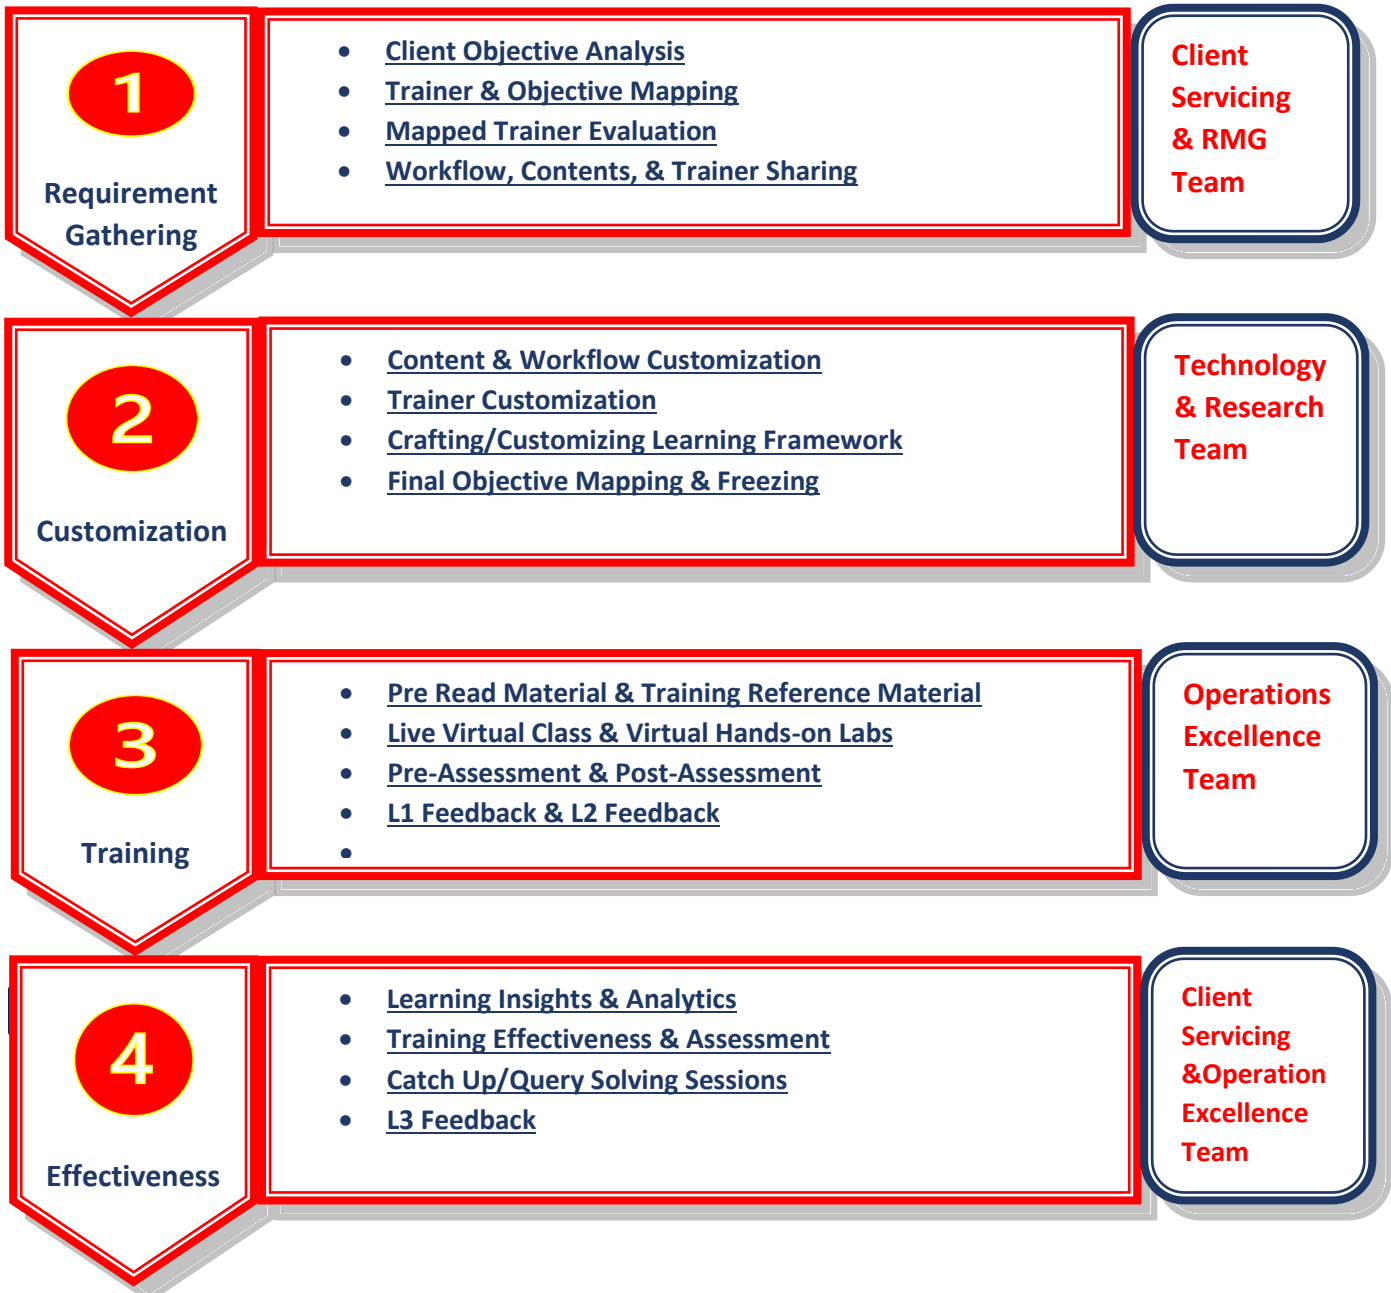 1
Requirement
Gathering
• Client Objective Analysis
• Trainer & Objective Mapping
• Mapped Trainer Evaluation
• Workflow, Contents, & Trainer Sharing
Client
Servicing
& RMG
Team
2
Customization
• Content & Workflow Customization
• Trainer Customization
• Crafting/Customizing Learning Framework
• Final Objective Mapping & Freezing
Technology
& Research
Team
3
Training
• Pre Read Material & Training Reference Material
• Live Virtual Class & Virtual Hands-on Labs
• Pre-Assessment & Post-Assessment
• L1 Feedback & L2 Feedback
•
Operations
Excellence
Team
4
Effectiveness
• Learning Insights & Analytics
• Training Effectiveness & Assessment
• Catch Up/Query Solving Sessions
• L3 Feedback
Client
Servicing
&Operation
Excellence
Team